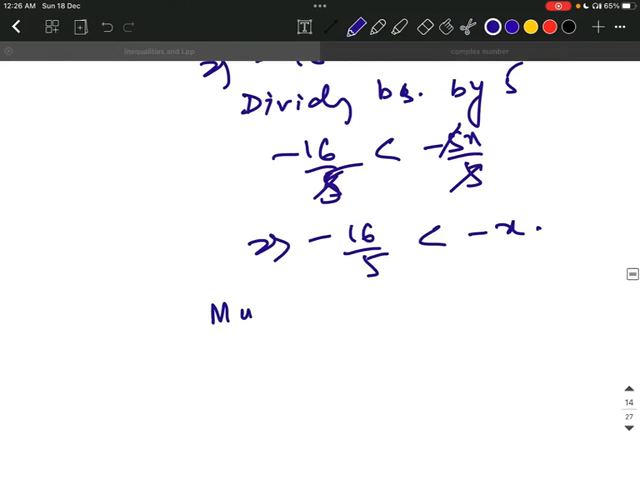 12:26 AM Sun 18 Dec
65%
inequalities and Lpp
complex number
Divide bs. by 5
-16/5 < -5x/5
=> -16/5 < -x.
Mu
14
27